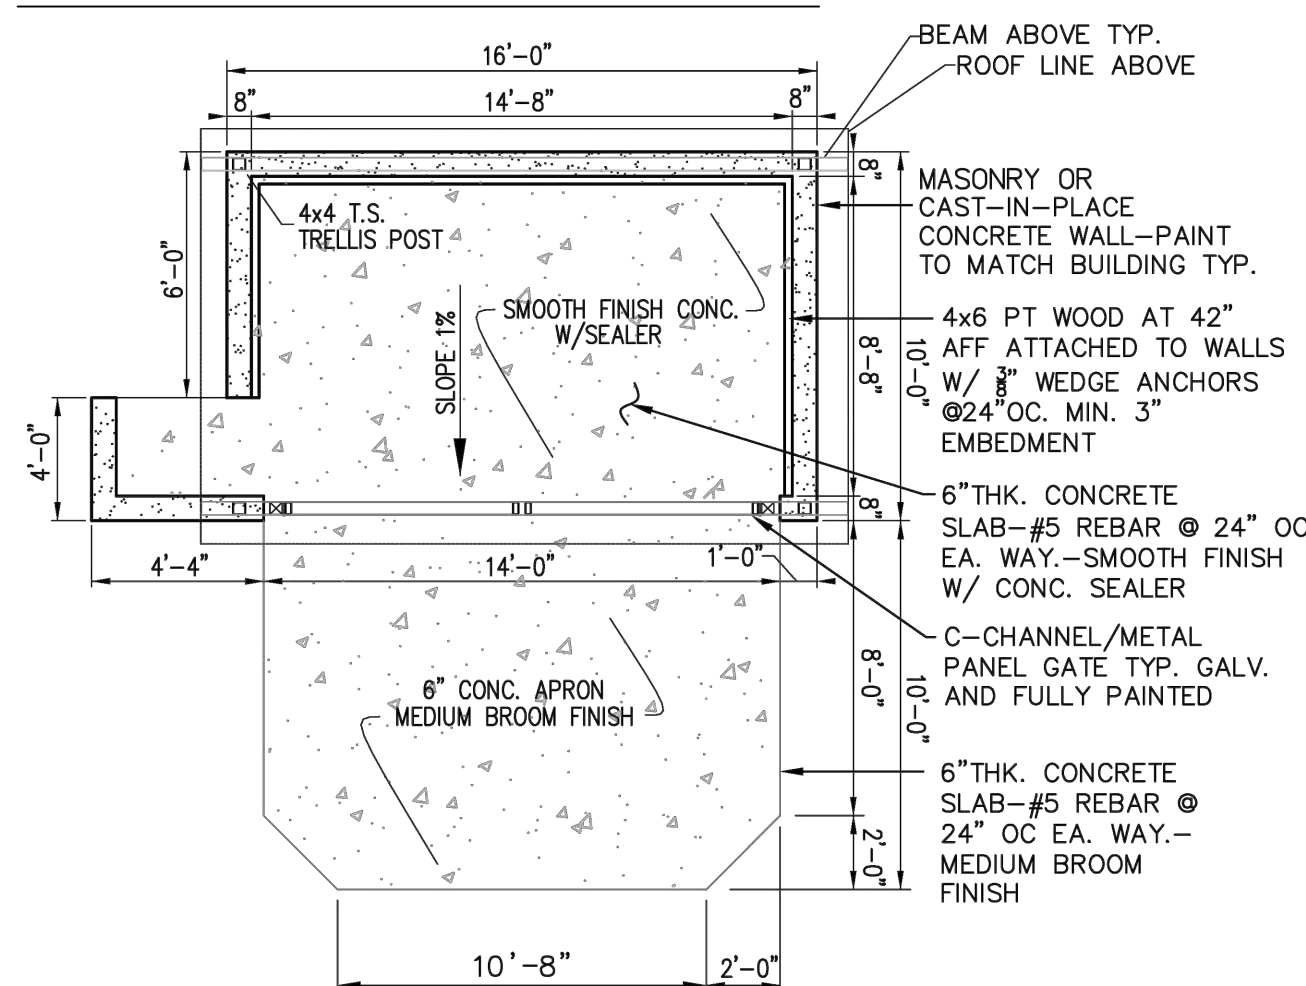 BEAM ABOVE TYP.
ROOF LINE ABOVE
16'-0"
8"
14'-8"
8"
8"
MASONRY OR
CAST-IN-PLACE
CONCRETE WALL-PAINT
TO MATCH BUILDING TYP.
4x4 T.S.
TRELLIS POST
6'-0"
SLOPE 1%
SMOOTH FINISH CONC.
W/SEALER
8'-8"
10'-0"
4x6 PT WOOD AT 42"
AFF ATTACHED TO WALLS
W/ 3/8" WEDGE ANCHORS
@24"OC. MIN. 3"
EMBEDMENT
4'-0"
8"
6"THK. CONCRETE
SLAB-#5 REBAR @ 24" OC
EA. WAY.-SMOOTH FINISH
W/ CONC. SEALER
4'-4"
14'-0"
1'-0"
C-CHANNEL/METAL
PANEL GATE TYP. GALV.
AND FULLY PAINTED
8'-0"
10'-0"
6" CONC. APRON
MEDIUM BROOM FINISH
6"THK. CONCRETE
SLAB-#5 REBAR @
24" OC EA. WAY.-
MEDIUM BROOM
FINISH
2'-0"
10'-8"
2'-0"